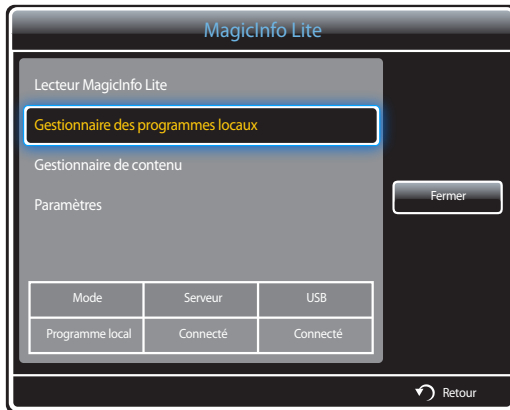 MagicInfo Lite
Lecteur MagicInfo Lite
Gestionnaire des programmes locaux
Gestionnaire de contenu
Paramètres
Fermer
Mode Serveur USB
Programme local Connecté Connecté
Retour